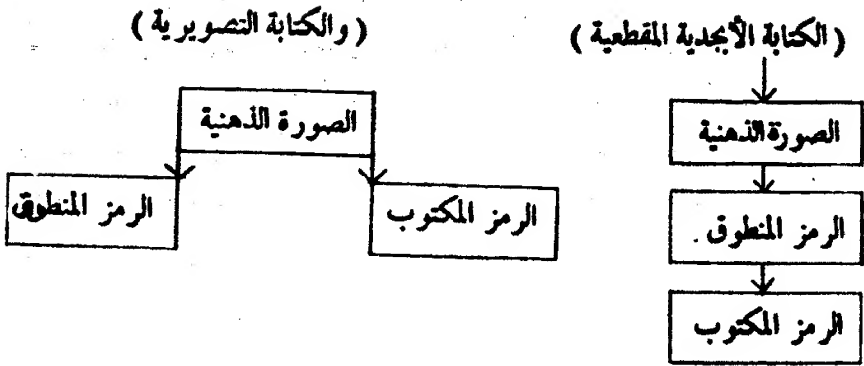 ( الكتابة الأبجدية المقطعية )
الصورة الذهنية
الرمز المنطوق .
الرمز المكتوب
( والكتابة التصويرية )
الصورة الذهنية
الرمز المكتوب
الرمز المنطوق